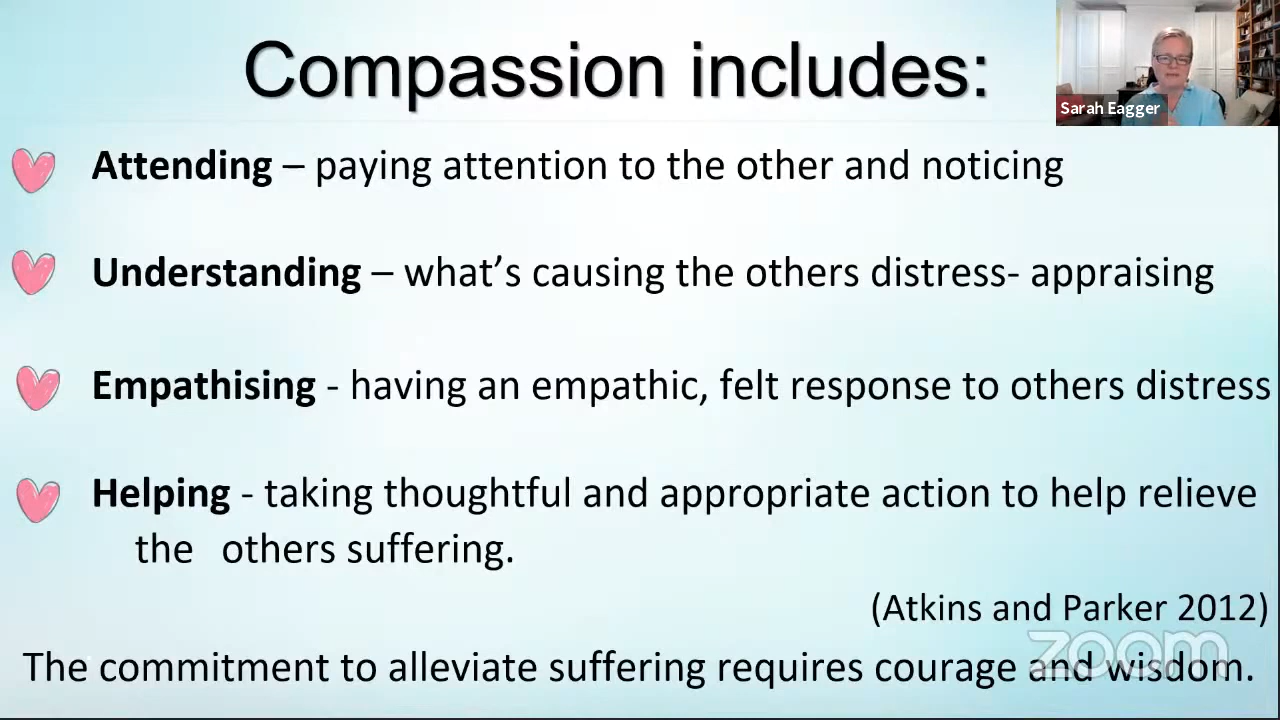 Compassion includes:
Sarah Eagger
Attending – paying attention to the other and noticing
Understanding – what’s causing the others distress- appraising
Empathising - having an empathic, felt response to others distress
Helping - taking thoughtful and appropriate action to help relieve
the others suffering.
(Atkins and Parker 2012)
zoom
The commitment to alleviate suffering requires courage and wisdom.